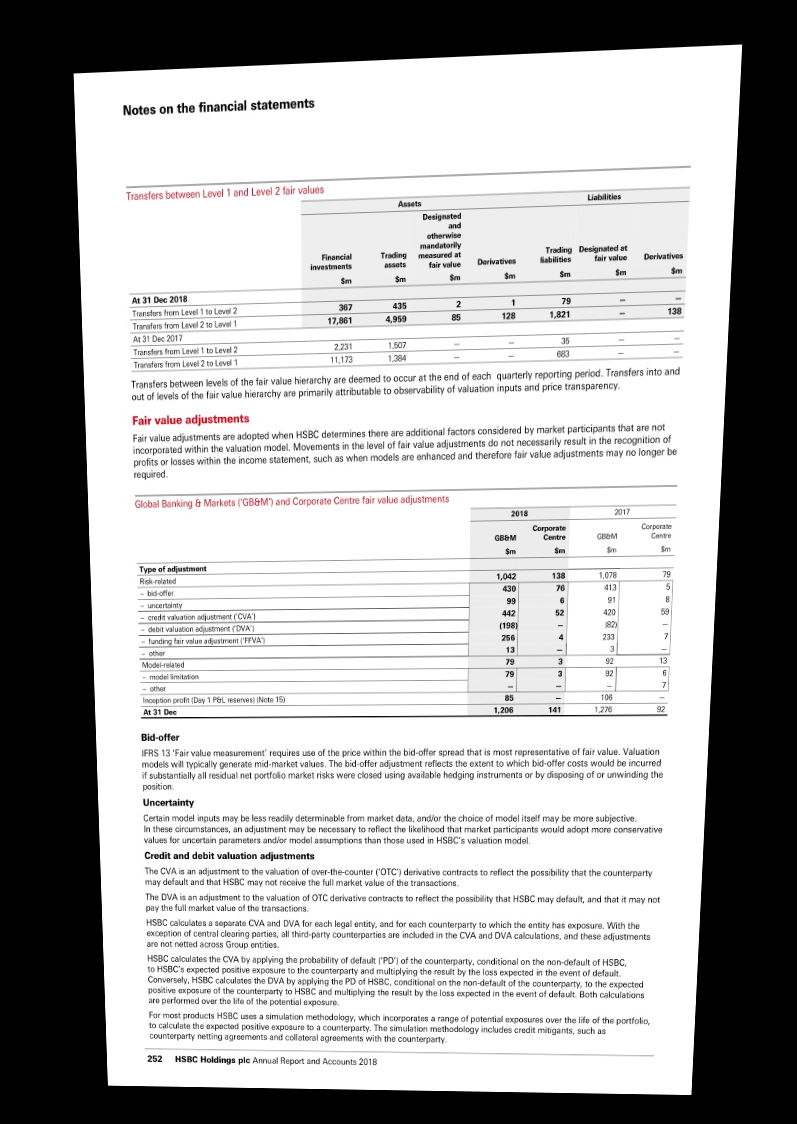 Notes on the financial statements
Transfers between Level 1 and Level 2 fair values
Assets Liabilities
Financial investments Trading assets Designated and otherwise mandatorily measured at fair value Derivatives Trading liabilities Designated at fair value Derivatives
$m $m $m $m $m $m $m
At 31 Dec 2018
Transfers from Level 1 to Level 2 367 435 2 1 79 – –
Transfers from Level 2 to Level 1 17,861 4,959 85 128 1,821 – 138
At 31 Dec 2017
Transfers from Level 1 to Level 2 2,231 1,507 – – 35 – –
Transfers from Level 2 to Level 1 11,173 1,384 – – 683 – –
Transfers between levels of the fair value hierarchy are deemed to occur at the end of each quarterly reporting period. Transfers into and
out of levels of the fair value hierarchy are primarily attributable to observability of valuation inputs and price transparency.
Fair value adjustments
Fair value adjustments are adopted when HSBC determines there are additional factors considered by market participants that are not
incorporated within the valuation model. Movements in the level of fair value adjustments do not necessarily result in the recognition of
profits or losses within the income statement, such as when models are enhanced and therefore fair value adjustments may no longer be
required.
Global Banking & Markets ('GB&M') and Corporate Centre fair value adjustments
2018 2017
GB&M Corporate Centre GB&M Corporate Centre
$m $m $m $m
Type of adjustment
Risk-related 1,042 138 1,078 79
– bid-offer 430 76 413 5
– uncertainty 99 6 91 8
– credit valuation adjustment ('CVA') 442 52 420 59
– debit valuation adjustment ('DVA') (198) – (82) –
– funding fair value adjustment ('FFVA') 256 4 233 7
– other 13 – 3 –
Model-related 79 3 92 13
– model limitation 79 3 92 6
– other – – – 7
Inception profit (Day 1 P&L reserves) (Note 15) 85 – 106 –
At 31 Dec 1,206 141 1,276 92
Bid-offer
IFRS 13 'Fair value measurement' requires use of the price within the bid-offer spread that is most representative of fair value. Valuation
models will typically generate mid-market values. The bid-offer adjustment reflects the extent to which bid-offer costs would be incurred
if substantially all residual net portfolio market risks were closed using available hedging instruments or by disposing of or unwinding the
position.
Uncertainty
Certain model inputs may be less readily determinable from market data, and/or the choice of model itself may be more subjective.
In these circumstances, an adjustment may be necessary to reflect the likelihood that market participants would adopt more conservative
values for uncertain parameters and/or model assumptions than those used in HSBC's valuation model.
Credit and debit valuation adjustments
The CVA is an adjustment to the valuation of over-the-counter ('OTC') derivative contracts to reflect the possibility that the counterparty
may default and that HSBC may not receive the full market value of the transactions.
The DVA is an adjustment to the valuation of OTC derivative contracts to reflect the possibility that HSBC may default, and that it may not
pay the full market value of the transactions.
HSBC calculates a separate CVA and DVA for each legal entity, and for each counterparty to which the entity has exposure. With the
exception of central clearing parties, all third-party counterparties are included in the CVA and DVA calculations, and these adjustments
are not netted across Group entities.
HSBC calculates the CVA by applying the probability of default ('PD') of the counterparty, conditional on the non-default of HSBC,
to HSBC's expected positive exposure to the counterparty and multiplying the result by the loss expected in the event of default.
Conversely, HSBC calculates the DVA by applying the PD of HSBC, conditional on the non-default of the counterparty, to the expected
positive exposure of the counterparty to HSBC and multiplying the result by the loss expected in the event of default. Both calculations
are performed over the life of the potential exposure.
For most products HSBC uses a simulation methodology, which incorporates a range of potential exposures over the life of the portfolio,
to calculate the expected positive exposure to a counterparty. The simulation methodology includes credit mitigants, such as
counterparty netting agreements and collateral agreements with the counterparty.
252 HSBC Holdings plc Annual Report and Accounts 2018